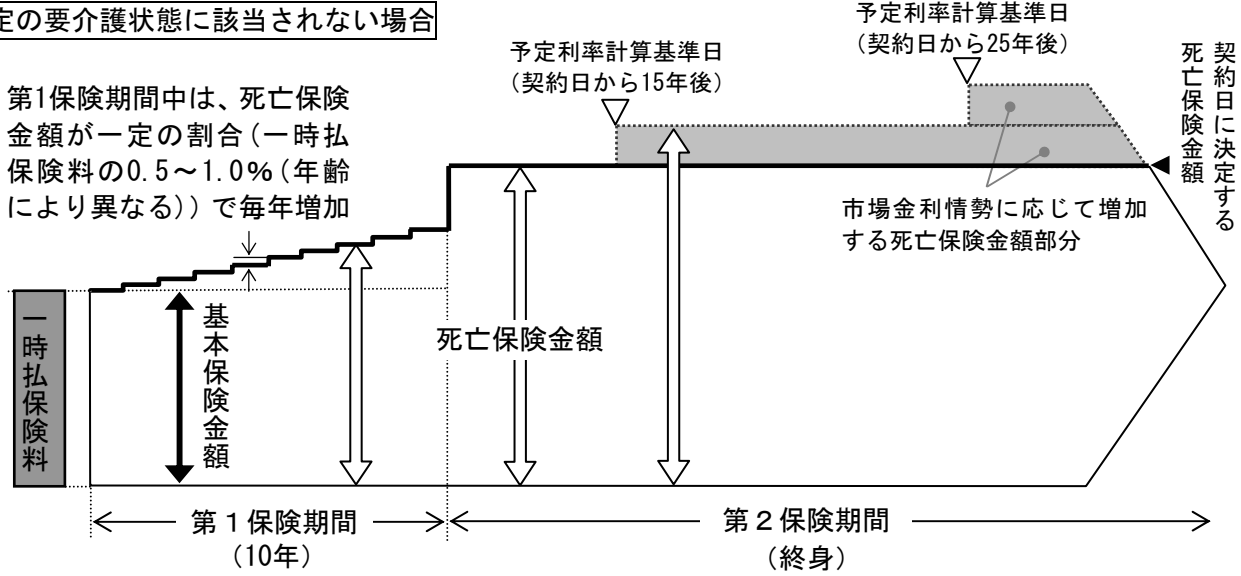 定の要介護状態に該当されない場合
第1保険期間中は、死亡保険
金額が一定の割合(一時払
保険料の0.5～1.0%(年齢
により異なる))で毎年増加
予定利率計算基準日
(契約日から15年後)
予定利率計算基準日
(契約日から25年後)
契約日に決定する
死亡保険金額
市場金利情勢に応じて増加
する死亡保険金額部分
一時払保険料
基本保険金額
死亡保険金額
第1保険期間
(10年)
第2保険期間
(終身)